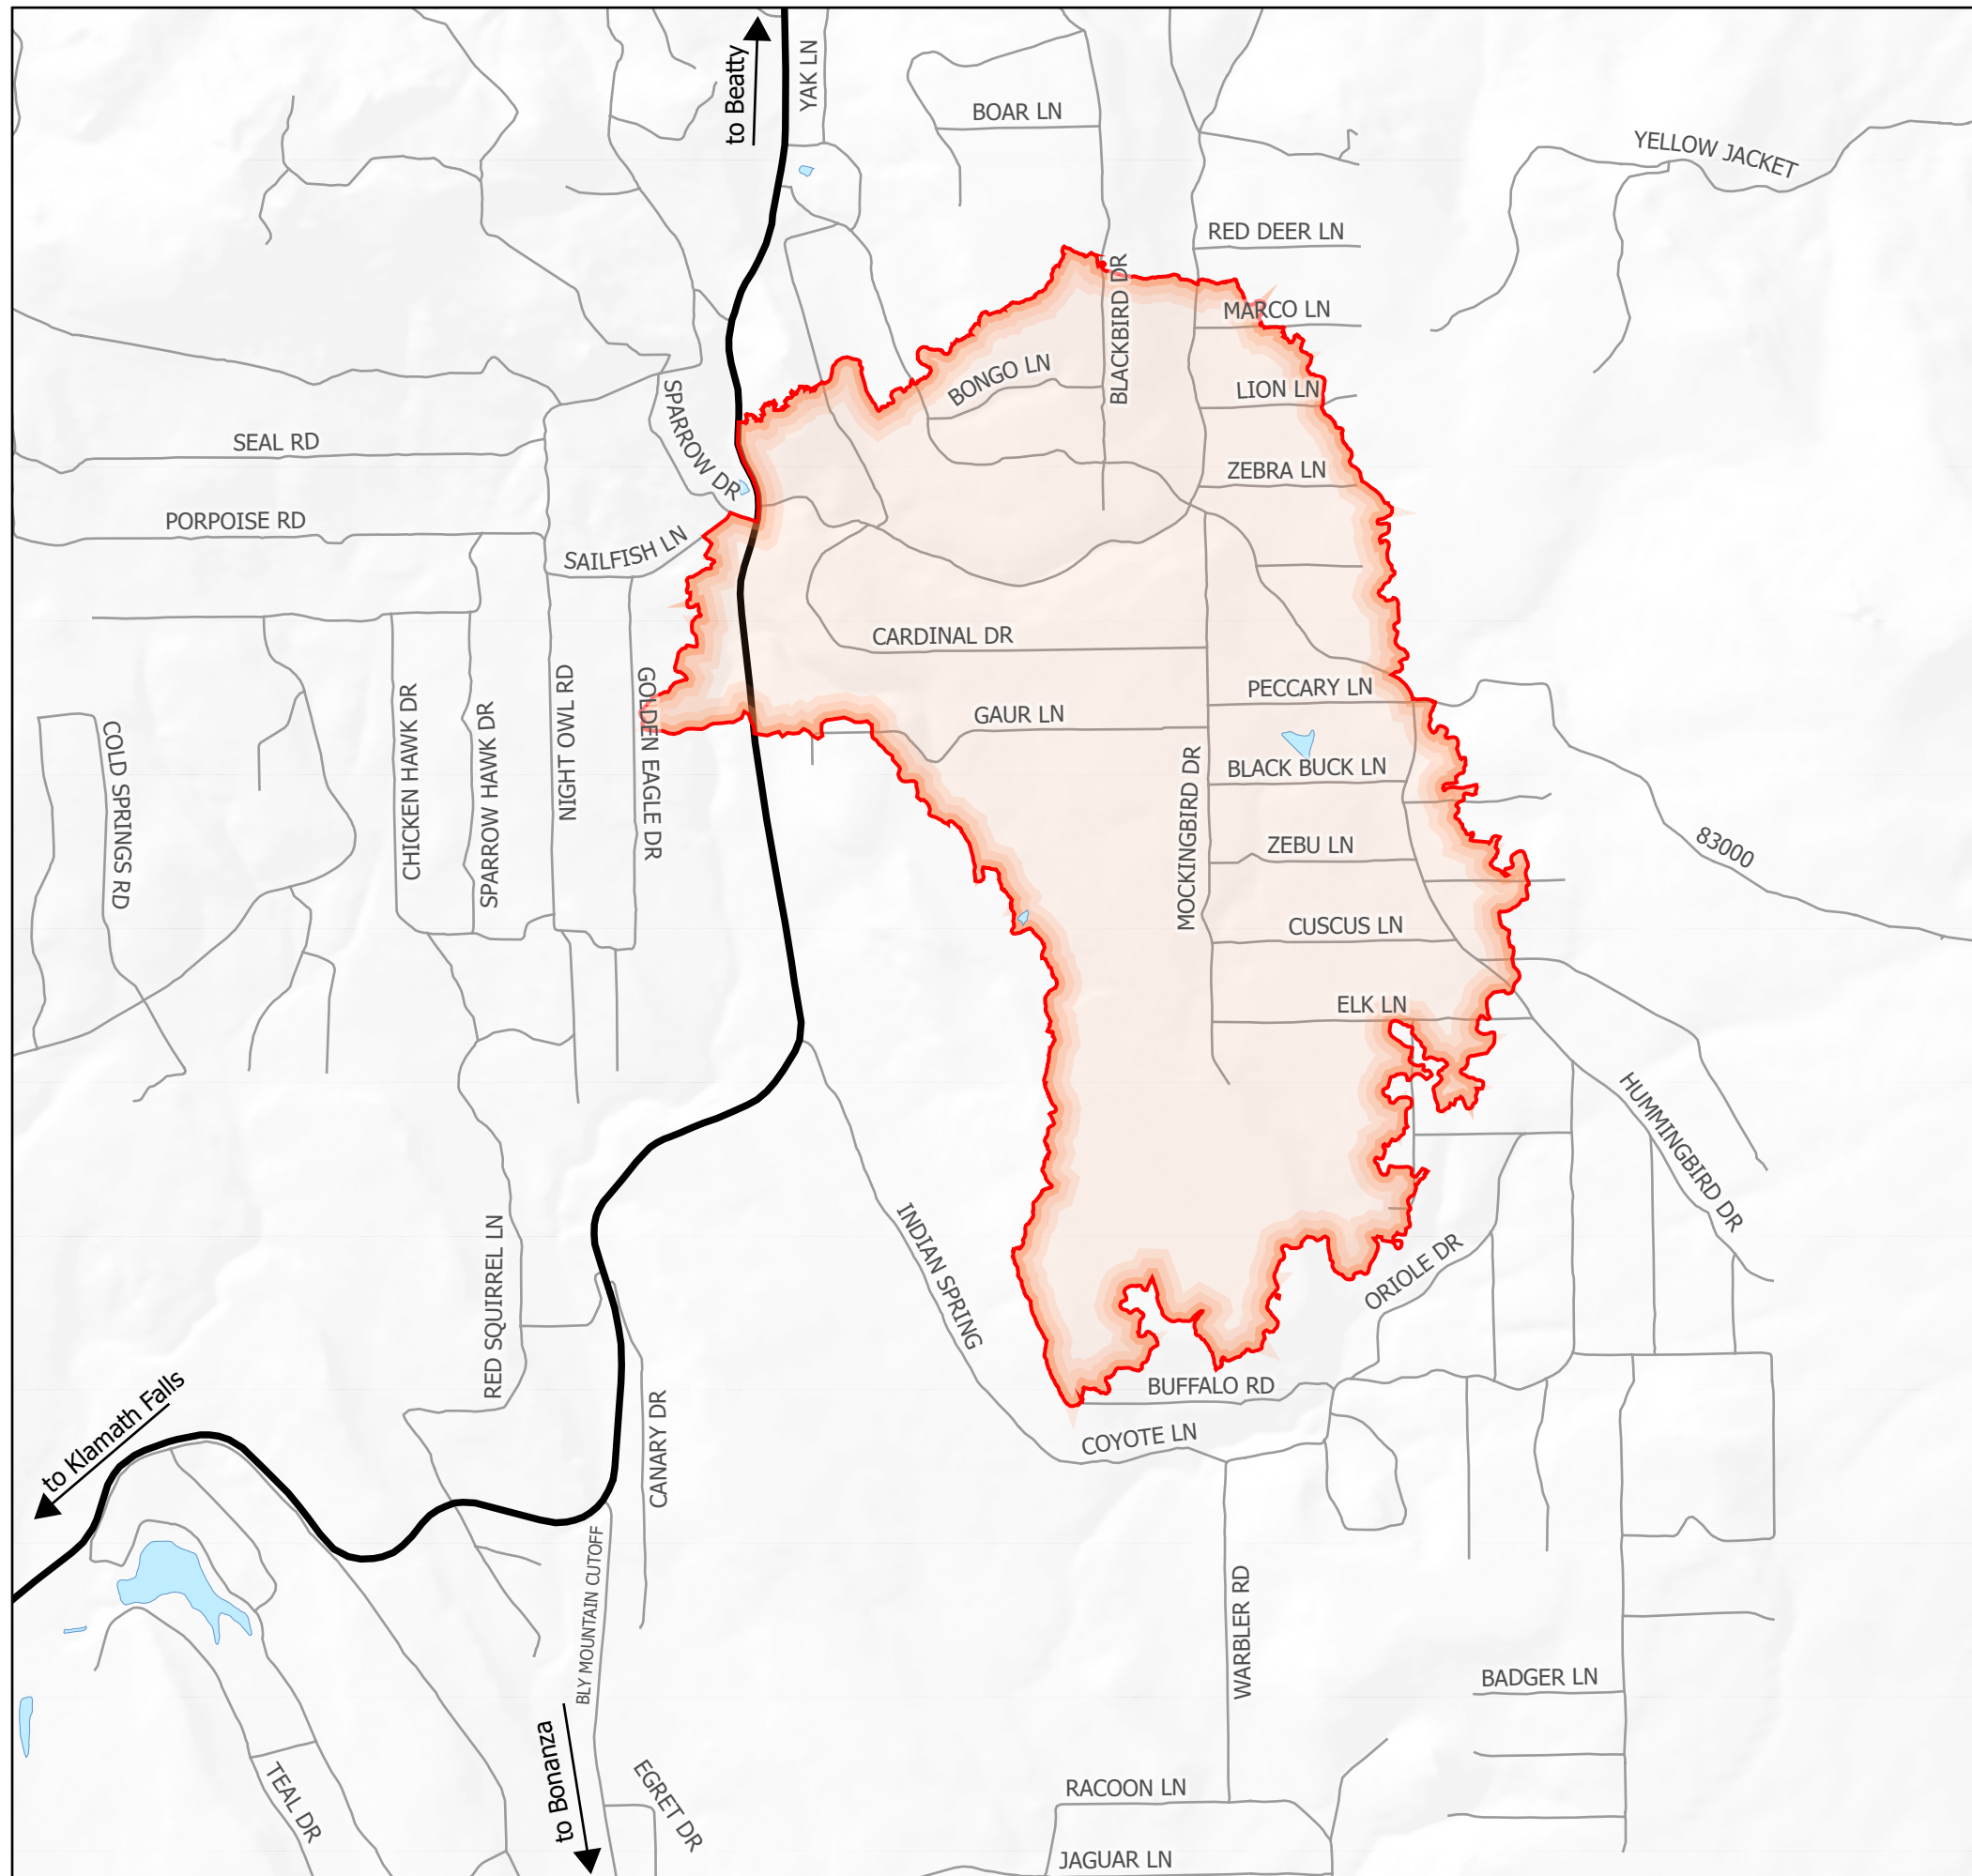 to Beatty
YAK LN
BOAR LN
YELLOW JACKET
RED DEER LN
BLACKBIRD DR
MARCO LN
BONGO LN
LION LN
SPARROW DR
SEAL RD
ZEBRA LN
PORPOISE RD
SAILFISH LN
CARDINAL DR
PECCARY LN
GAUR LN
GOLDEN EAGLE DR
NIGHT OWL RD
CHICKEN HAWK DR
SPARROW HAWK DR
COLD SPRINGS RD
MOCKINGBIRD DR
BLACK BUCK LN
ZEBU LN
83000
CUSCUS LN
ELK LN
HUMMINGBIRD DR
INDIAN SPRING
RED SQUIRREL LN
ORIOLE DR
BUFFALO RD
COYOTE LN
to Klamath Falls
CANARY DR
BLY MOUNTAIN CUTOFF
WARBLER RD
BADGER LN
to Bonanza
EGRET DR
TEAL DR
RACOON LN
JAGUAR LN